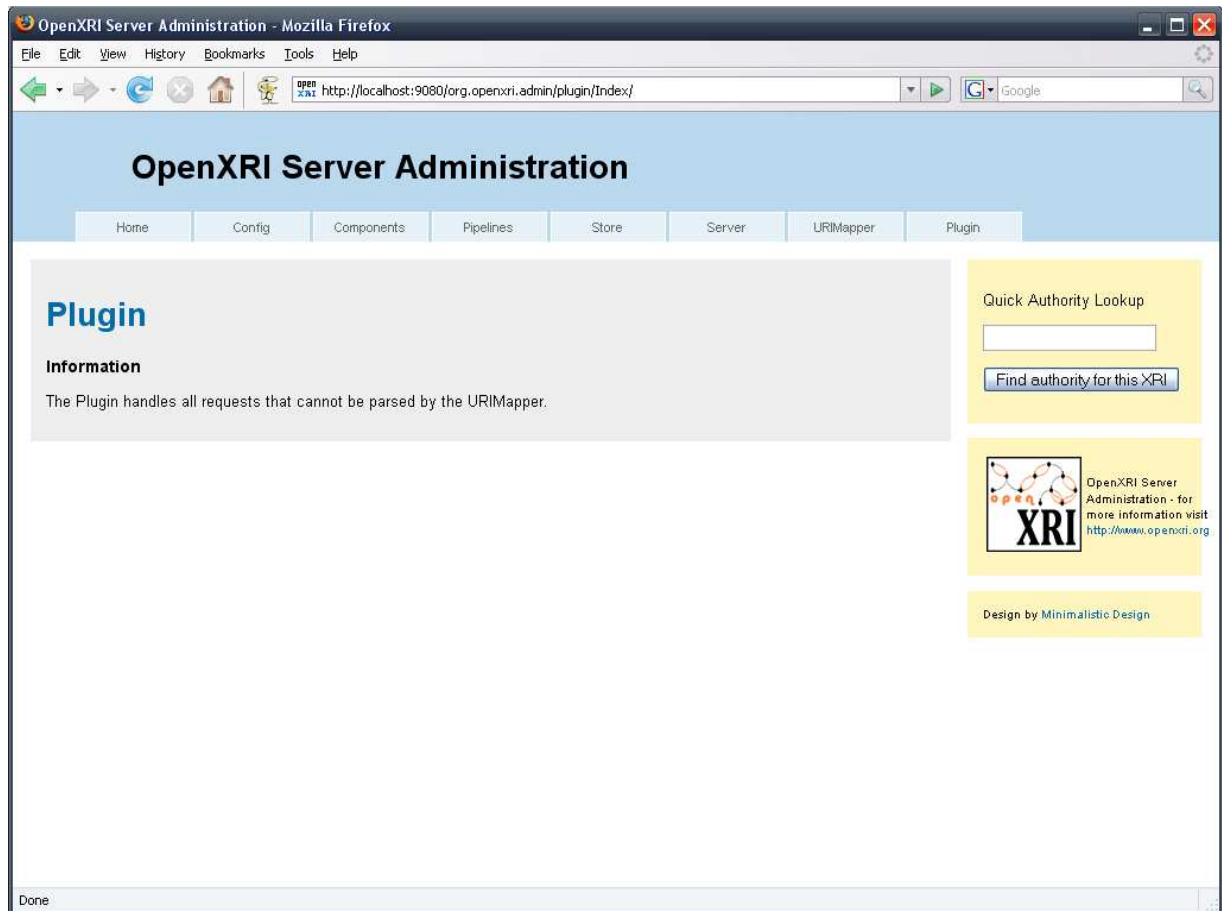 OpenXRI Server Administration - Mozilla Firefox
File Edit View History Bookmarks Tools Help
open XRI http://localhost:9080/org.openxri.admin/plugin/Index/
G Google
OpenXRI Server Administration
Home Config Components Pipelines Store Server URIMapper Plugin
Plugin
Information
The Plugin handles all requests that cannot be parsed by the URIMapper.
Quick Authority Lookup
Find authority for this XRI
open
XRI
OpenXRI Server
Administration - for
more information visit
http://www.openxri.org
Design by Minimalistic Design
Done